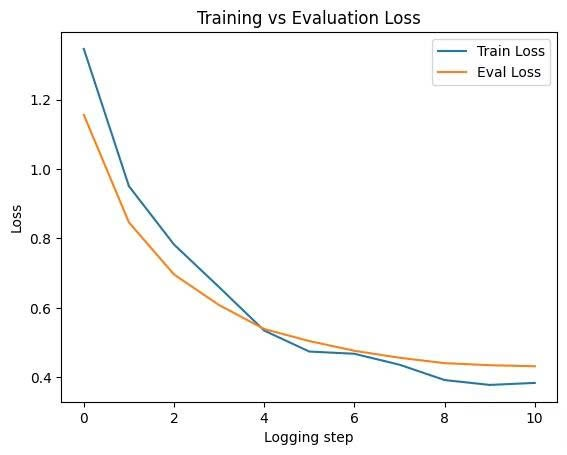 Training vs Evaluation Loss
Train Loss
Eval Loss
1.2
1.0
0.8
0.6
0.4
Loss
0 2 4 6 8 10
Logging step